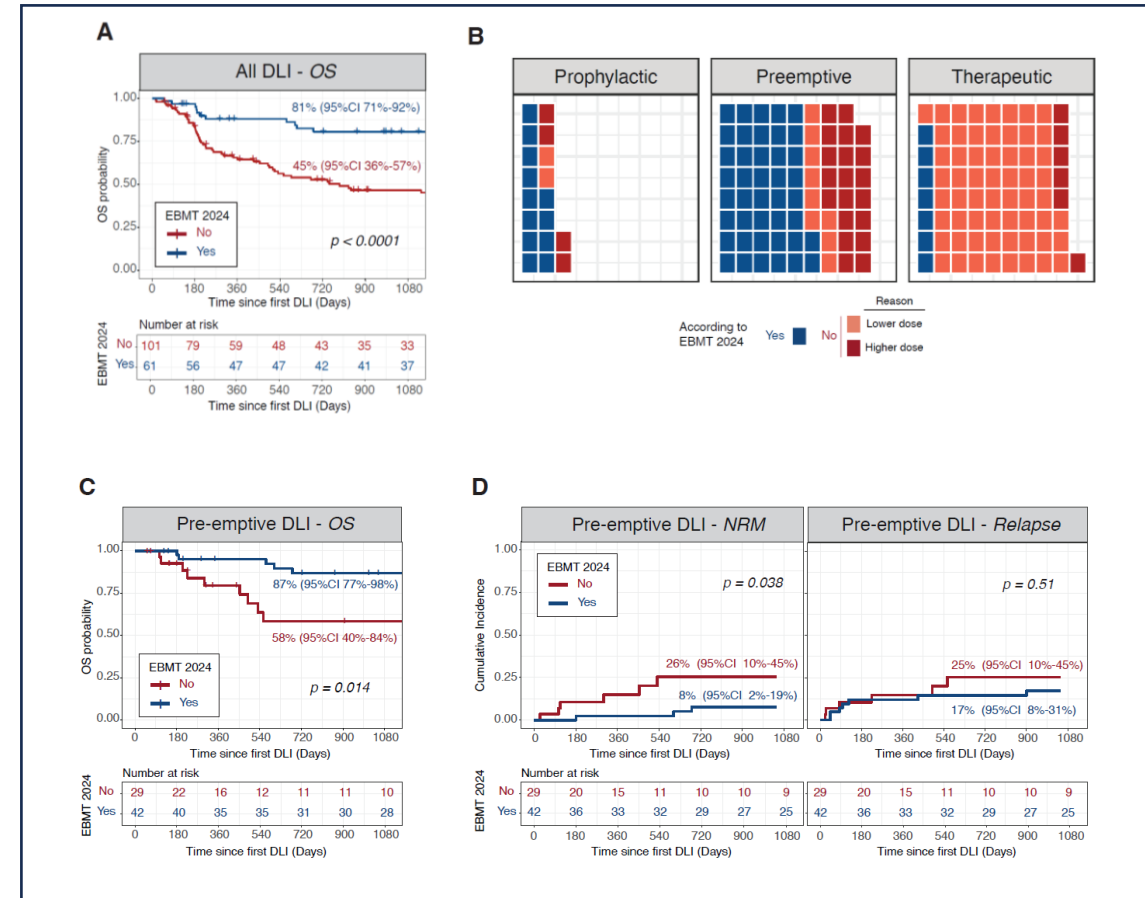 A
All DLI - OS
1.00
0.75
0.50
0.25
0.00
OS probability
81% (95%CI 71%-92%)
45% (95%CI 36%-57%)
EBMT 2024
No
Yes
p < 0.0001
0 180 360 540 720 900 1080
Time since first DLI (Days)
Number at risk
EBMT 2024
No 101 79 59 48 43 35 33
Yes 61 56 47 47 42 41 37
0 180 360 540 720 900 1080
Time since first DLI (Days)
B
Prophylactic Preemptive Therapeutic
According to
EBMT 2024
Yes
No
Reason
Lower dose
Higher dose
C
Pre-emptive DLI - OS
1.00
0.75
0.50
0.25
0.00
OS probability
87% (95%CI 77%-98%)
58% (95%CI 40%-84%)
EBMT 2024
No
Yes
p = 0.014
0 180 360 540 720 900 1080
Time since first DLI (Days)
Number at risk
EBMT 2024
No 29 22 16 12 11 11 10
Yes 42 40 35 35 31 30 28
0 180 360 540 720 900 1080
Time since first DLI (Days)
D
Pre-emptive DLI - NRM
1.00
0.75
0.50
0.25
0.00
Cumulative Incidence
EBMT 2024
No
Yes
p = 0.038
26% (95%CI 10%-45%)
8% (95%CI 2%-19%)
0 180 360 540 720 900 1080
Time since first DLI (Days)
Pre-emptive DLI - Relapse
p = 0.51
25% (95%CI 10%-45%)
17% (95%CI 8%-31%)
0 180 360 540 720 900 1080
Time since first DLI (Days)
Number at risk
EBMT 2024
No 29 20 15 11 10 10 9
Yes 42 36 33 32 29 27 25
0 180 360 540 720 900 1080
Time since first DLI (Days)
29 20 15 11 10 10 9
42 36 33 32 29 27 25
0 180 360 540 720 900 1080
Time since first DLI (Days)